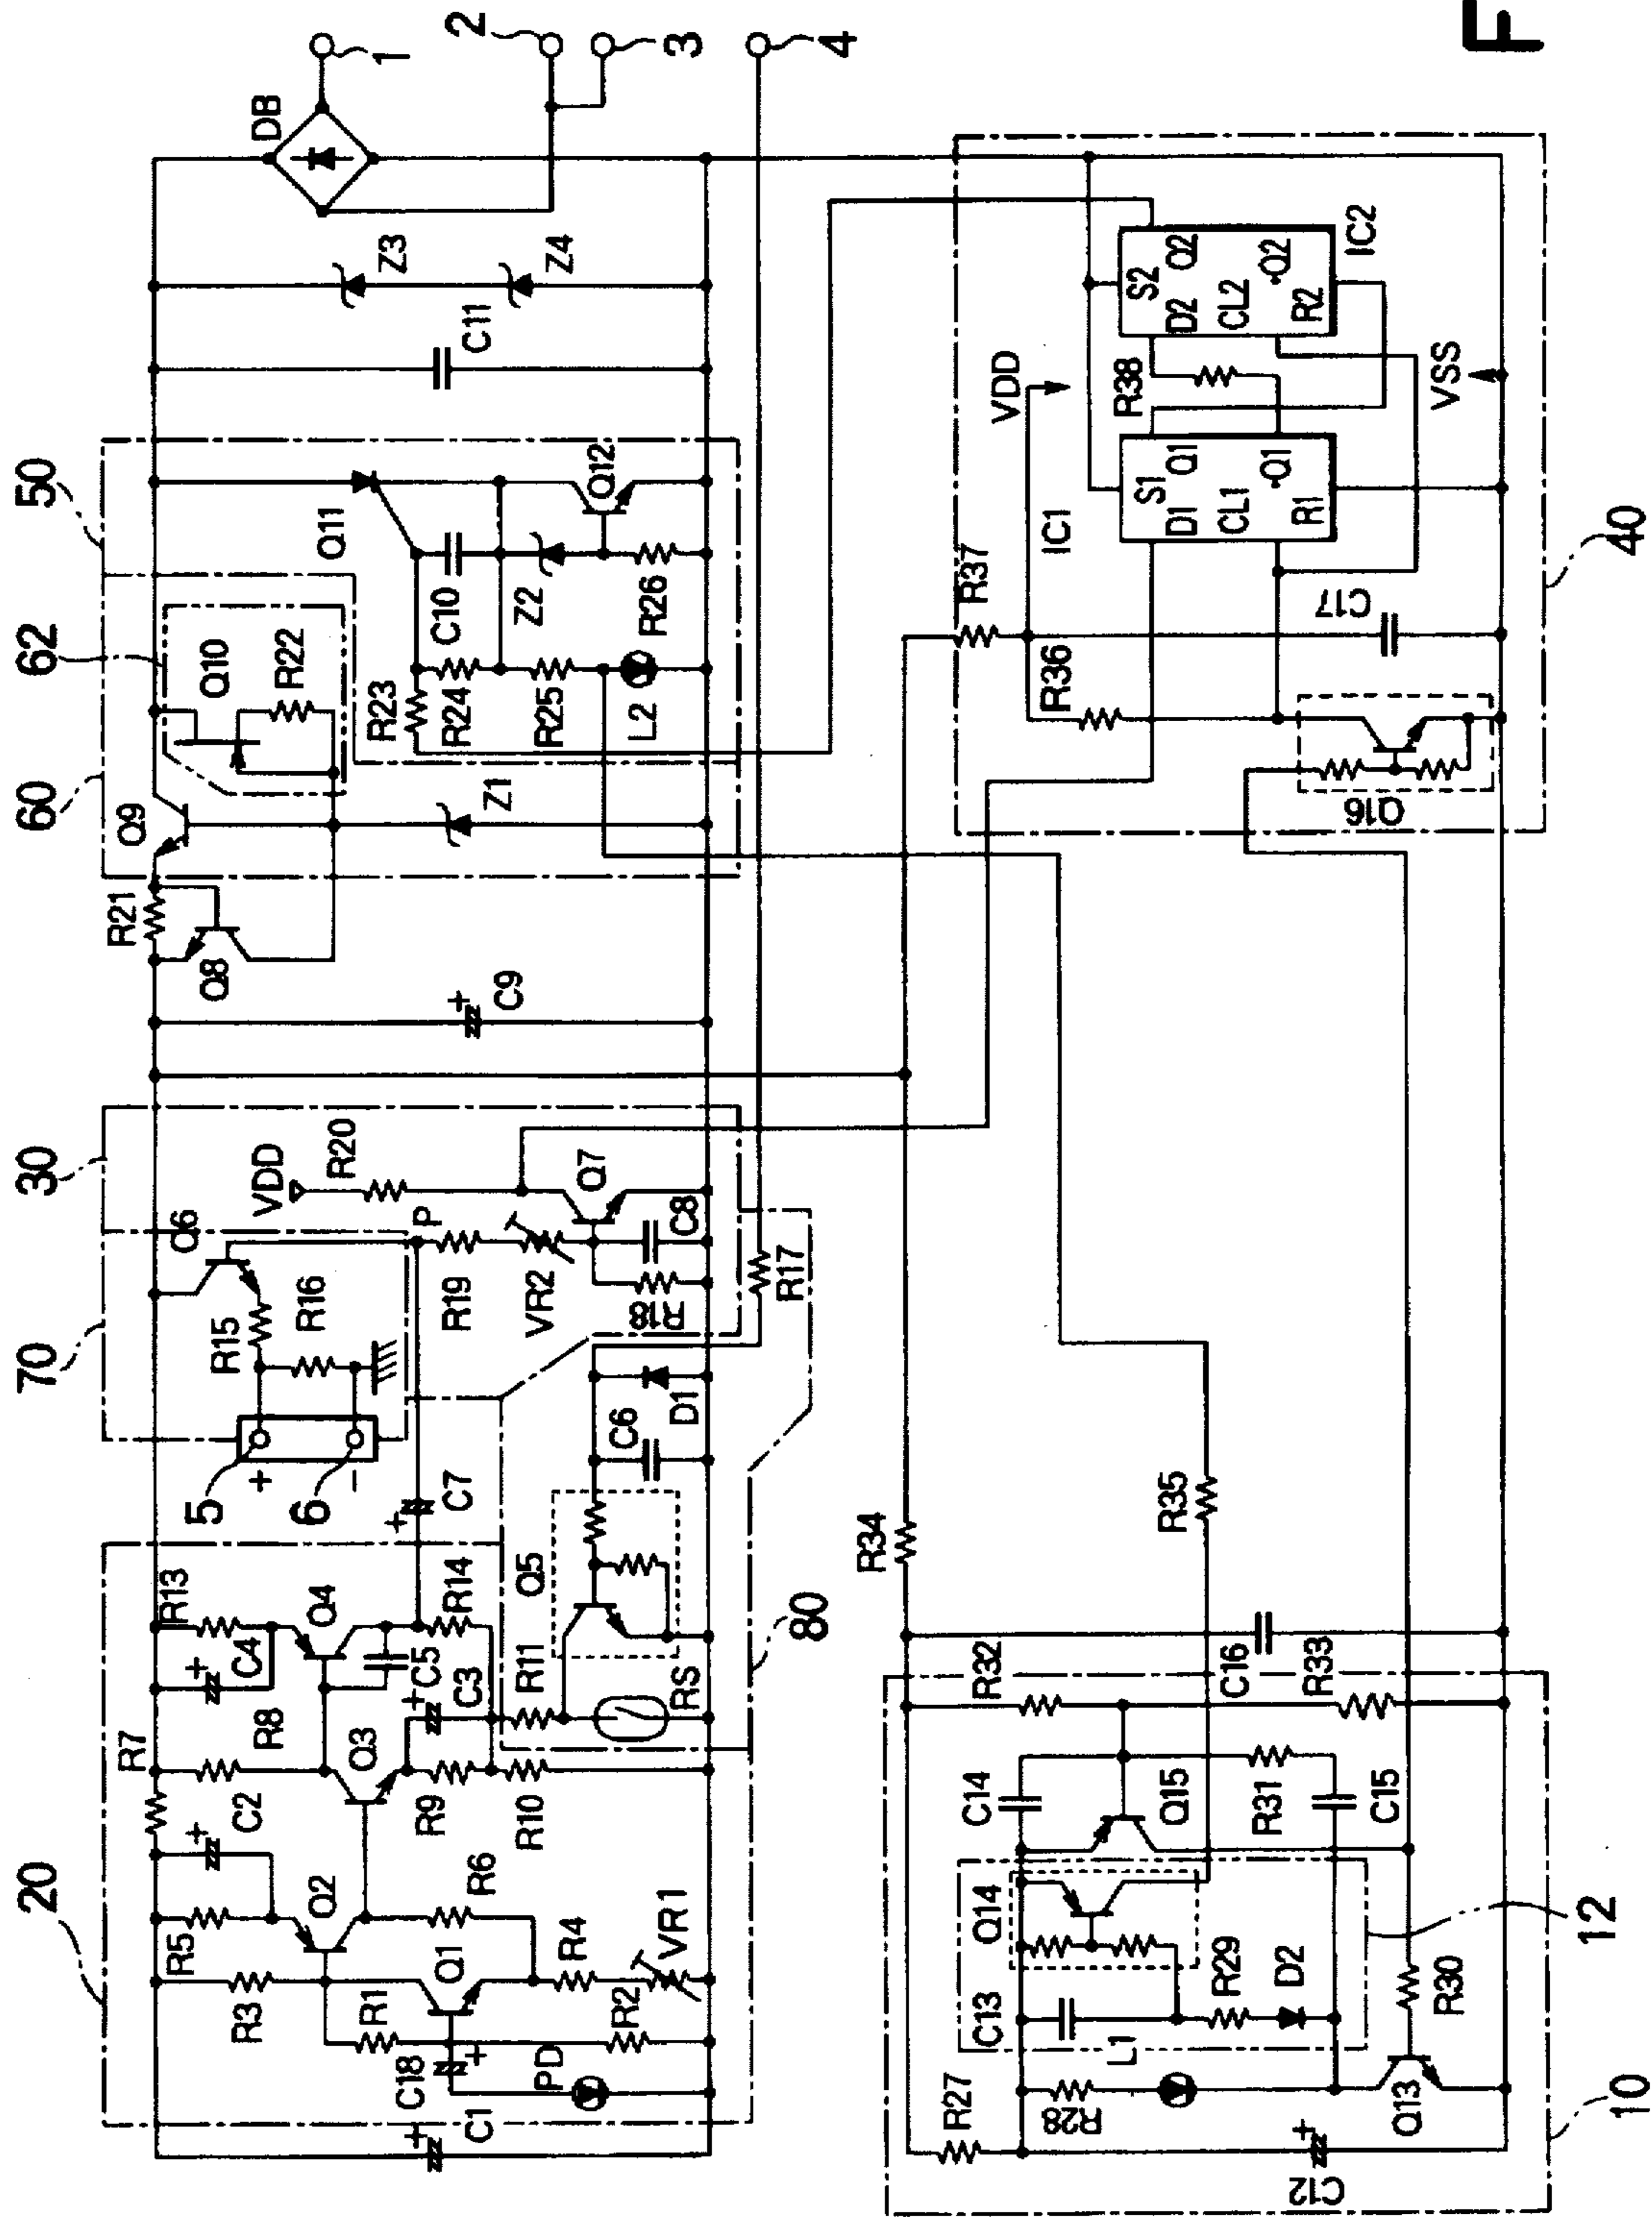 F
1
2
3
4
DB
Z3
Z4
C11
50
60
62
Q11
Q12
C10
Z2
R26
R23
R24
R25
L2
Q10
R22
Q9
Z1
R21
Q8
C9
30
70
VDD
R20
Q6
Q7
P
R15
R16
R19
VR2
C8
R18
R17
5
+
6
−
+
C7
D1
C6
Q5
80
20
R13
Q4
R14
+
C4
C5
+
C3
R11
RS
R7
R8
Q3
R9
R10
+
C2
R5
Q2
R6
R3
R1
Q1
R4
VR1
R2
C18
+
PD
+
C1
R34
R35
40
R37
VDD
IC1
R36
C17
Q16
S1
D1 Q1
CL1
Q1
R1
R38
S2
D2 Q2
CL2
Q2
R2
IC2
VSS
10
12
R32
C16
R33
C14
Q15
R31
C15
Q14
C13
R29
D2
L1
R27
R28
R30
Q13
+
C12